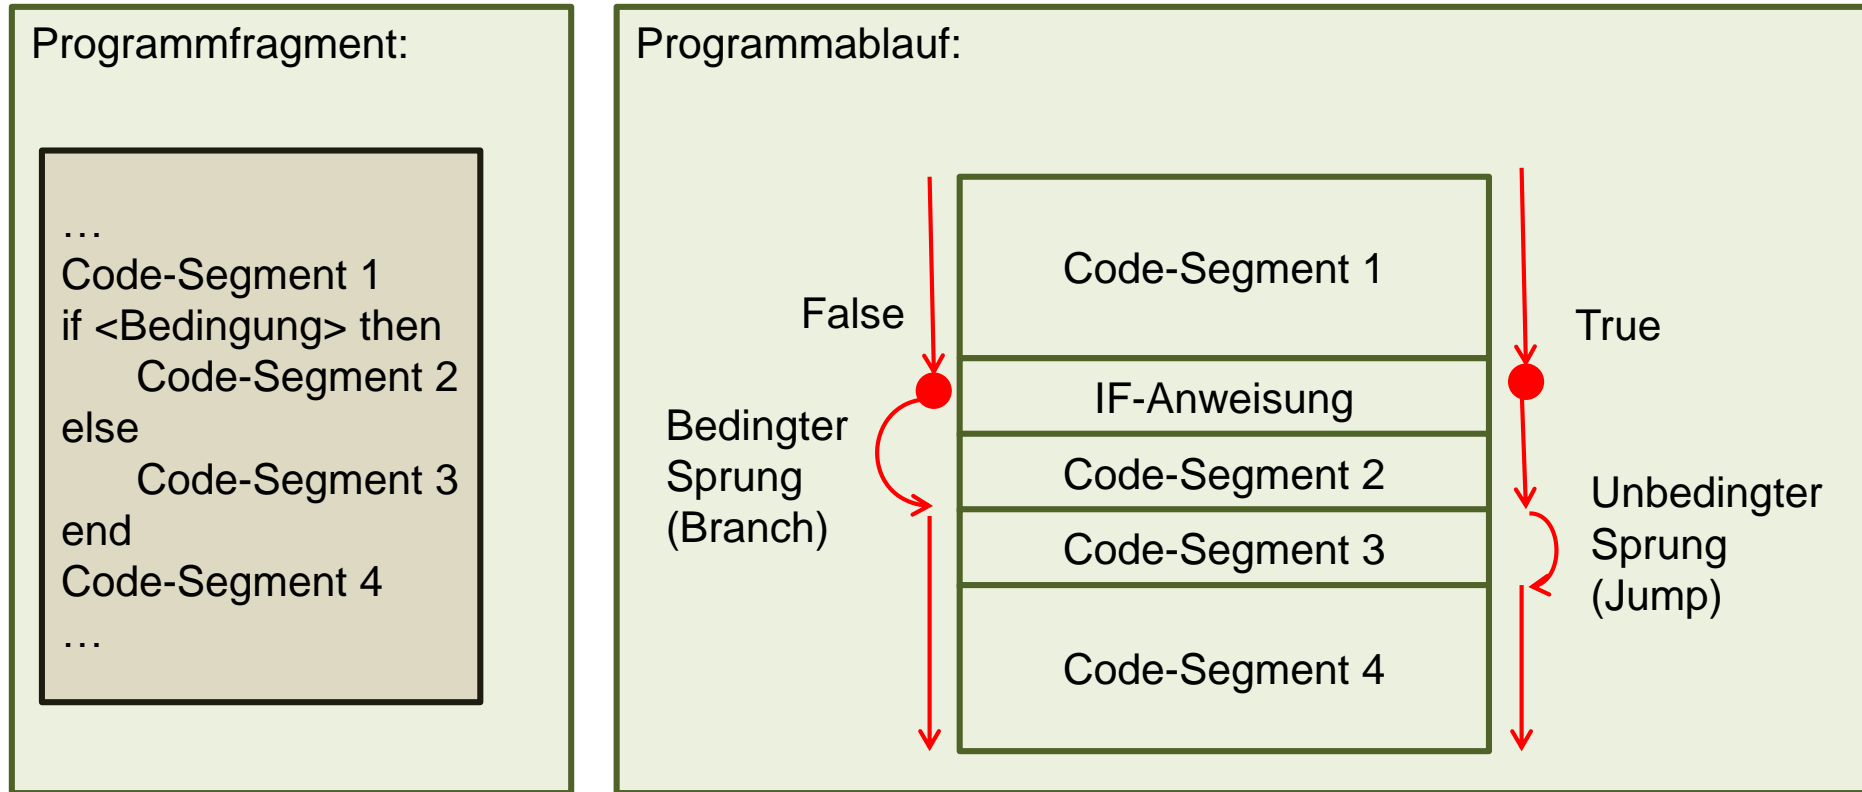 Programmfragment:
…
Code-Segment 1
if <Bedingung> then
Code-Segment 2
else
Code-Segment 3
end
Code-Segment 4
…
Programmablauf:
False
Bedingter
Sprung
(Branch)
Code-Segment 1
IF-Anweisung
Code-Segment 2
Code-Segment 3
Code-Segment 4
True
Unbedingter
Sprung
(Jump)